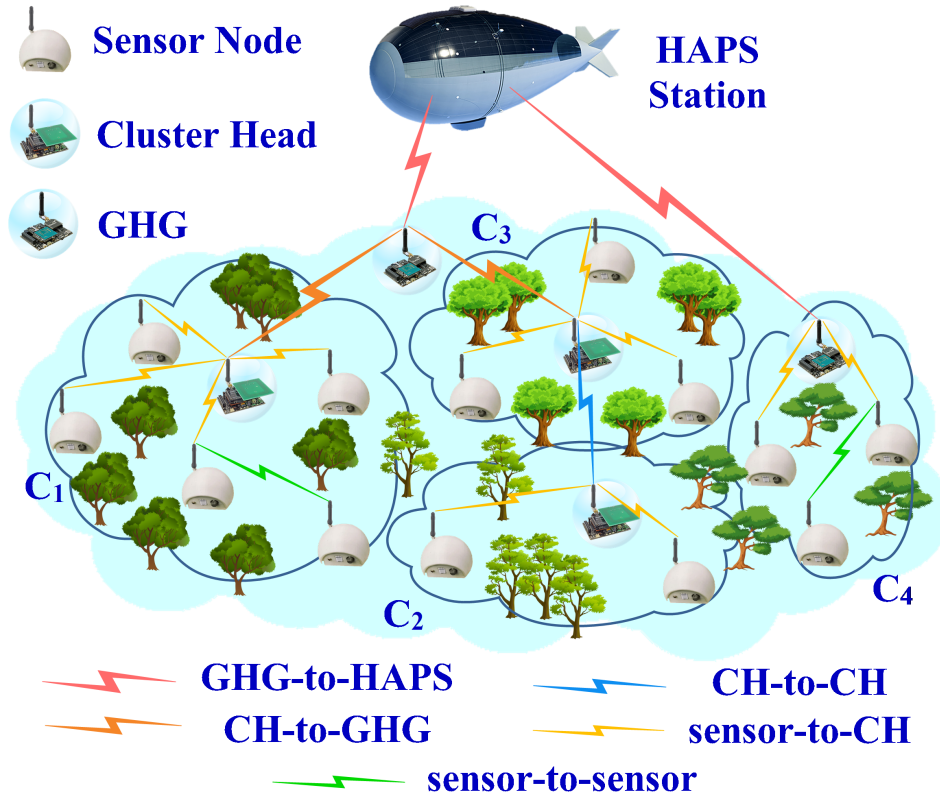 Sensor Node
HAPS
Station
Cluster Head
GHG
C3
C1
C2
C4
GHG-to-HAPS
CH-to-CH
CH-to-GHG
sensor-to-CH
sensor-to-sensor